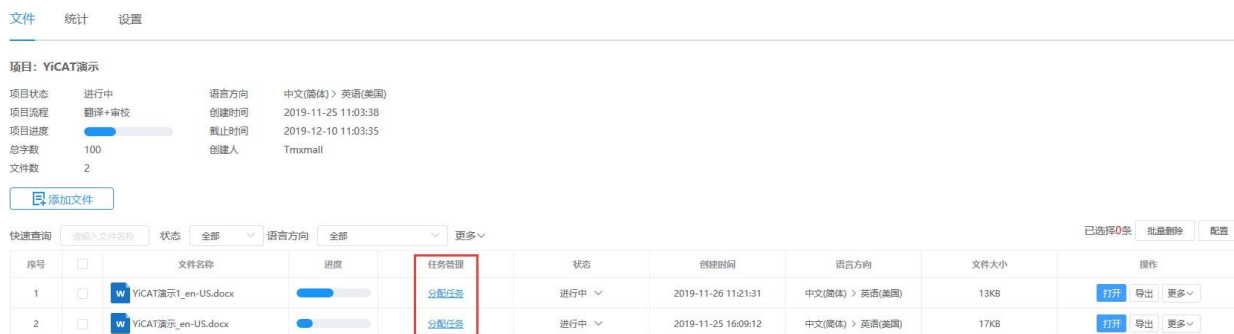 文件 统计 设置
项目：YiCAT演示
项目状态 进行中 语言方向 中文(简体) 〉 英语(美国)
项目流程 翻译+审校 创建时间 2019-11-25 11:03:38
项目进度 截止时间 2019-12-10 11:03:35
总字数 100 创建人 Tmxmall
文件数 2
添加文件
快速查询 请输入文件名称 状态 全部 语言方向 全部 更多 已选择0条 批量删除 配置
序号 文件名称 进度 任务管理 状态 创建时间 语言方向 文件大小 操作
1 W YiCAT演示1_en-US.docx 分配任务 进行中 2019-11-26 11:21:31 中文(简体) 〉 英语(美国) 13KB 打开 导出 更多
2 W YiCAT演示_en-US.docx 分配任务 进行中 2019-11-25 16:09:12 中文(简体) 〉 英语(美国) 17KB 打开 导出 更多